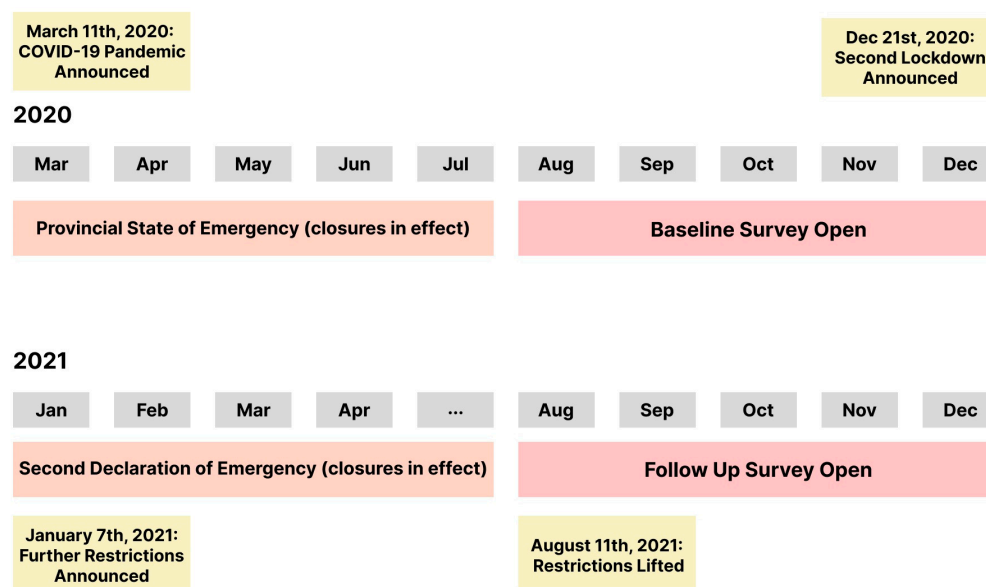 March 11th, 2020:
COVID-19 Pandemic
Announced
Dec 21st, 2020:
Second Lockdown
Announced
2020
Mar Apr May Jun Jul Aug Sep Oct Nov Dec
Provincial State of Emergency (closures in effect) Baseline Survey Open
2021
Jan Feb Mar Apr ... Aug Sep Oct Nov Dec
Second Declaration of Emergency (closures in effect) Follow Up Survey Open
January 7th, 2021:
Further Restrictions
Announced
August 11th, 2021:
Restrictions Lifted